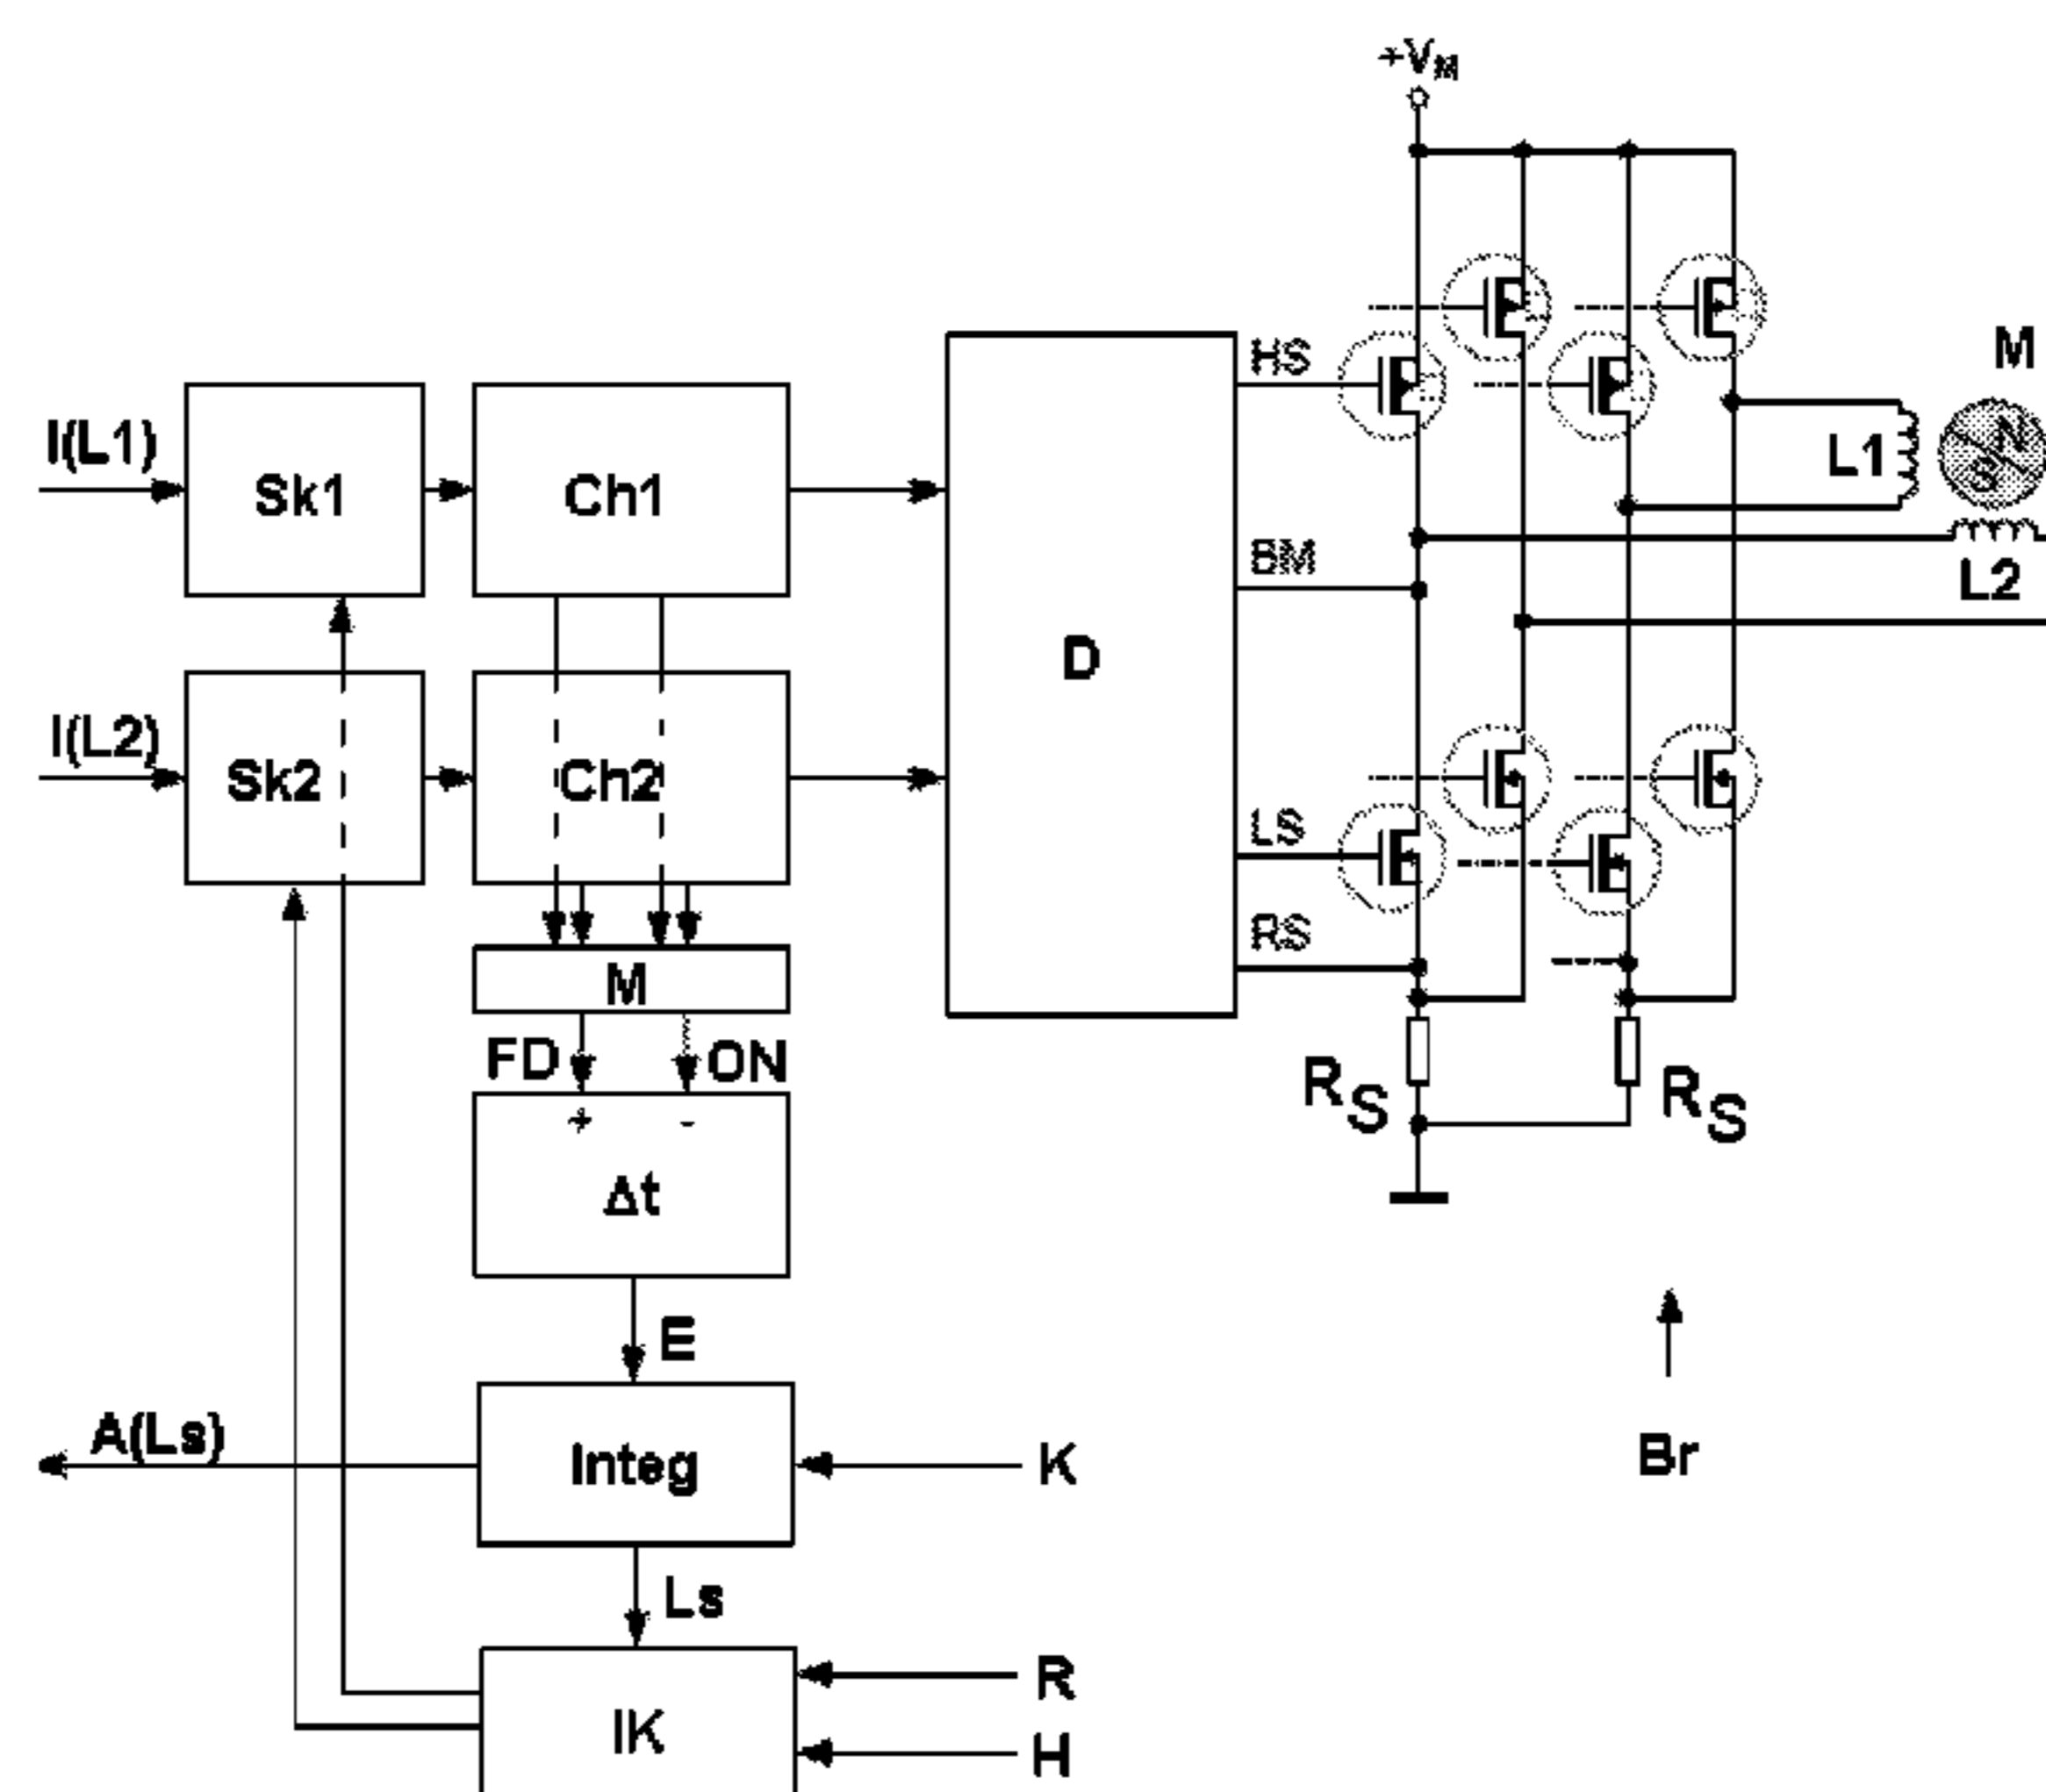 +VM
HS
M
I(L1)
Sk1
Ch1
L1
N
S
BM
L2
D
I(L2)
Sk2
Ch2
LS
RS
M
FD
ON
RS
RS
+
-
Δt
E
A(Ls)
Integ
K
Br
Ls
R
IK
H